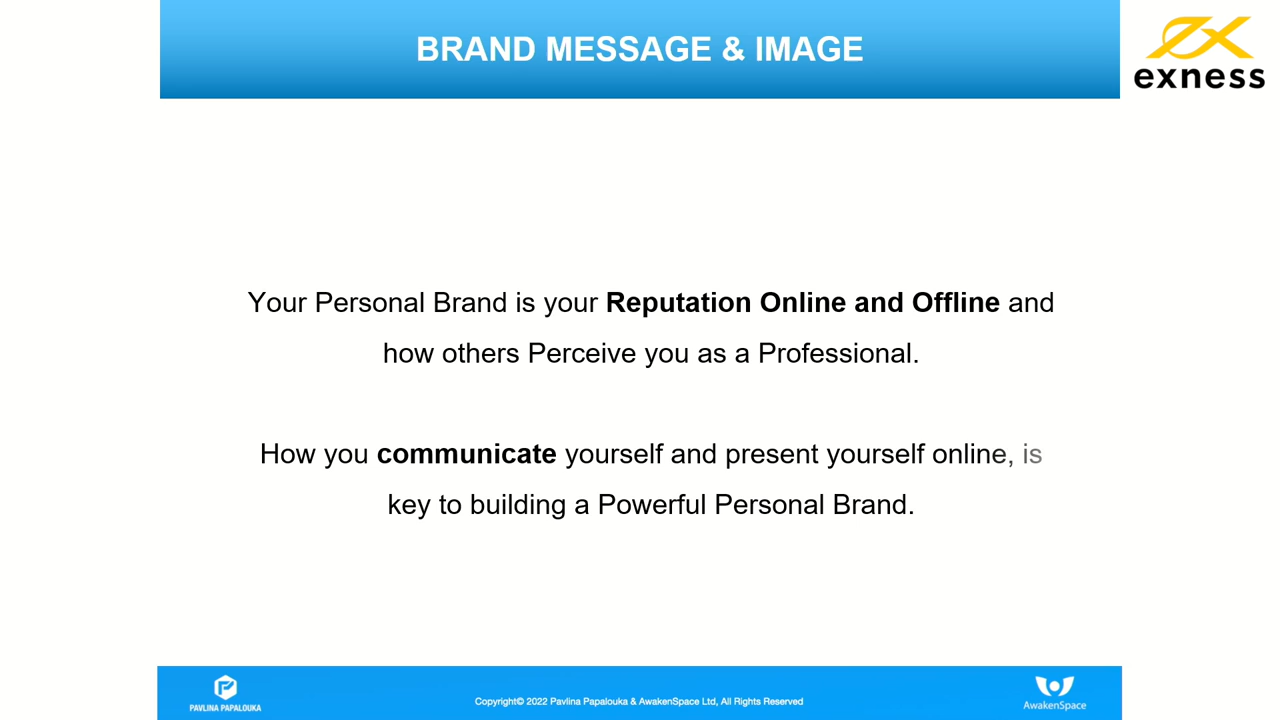 BRAND MESSAGE & IMAGE
exness
Your Personal Brand is your Reputation Online and Offline and
how others Perceive you as a Professional.
How you communicate yourself and present yourself online, is
key to building a Powerful Personal Brand.
PAVLINA PAPALOUKA
Copyright© 2022 Pavlina Papalouka & AwakenSpace Ltd, All Rights Reserved
AwakenSpace